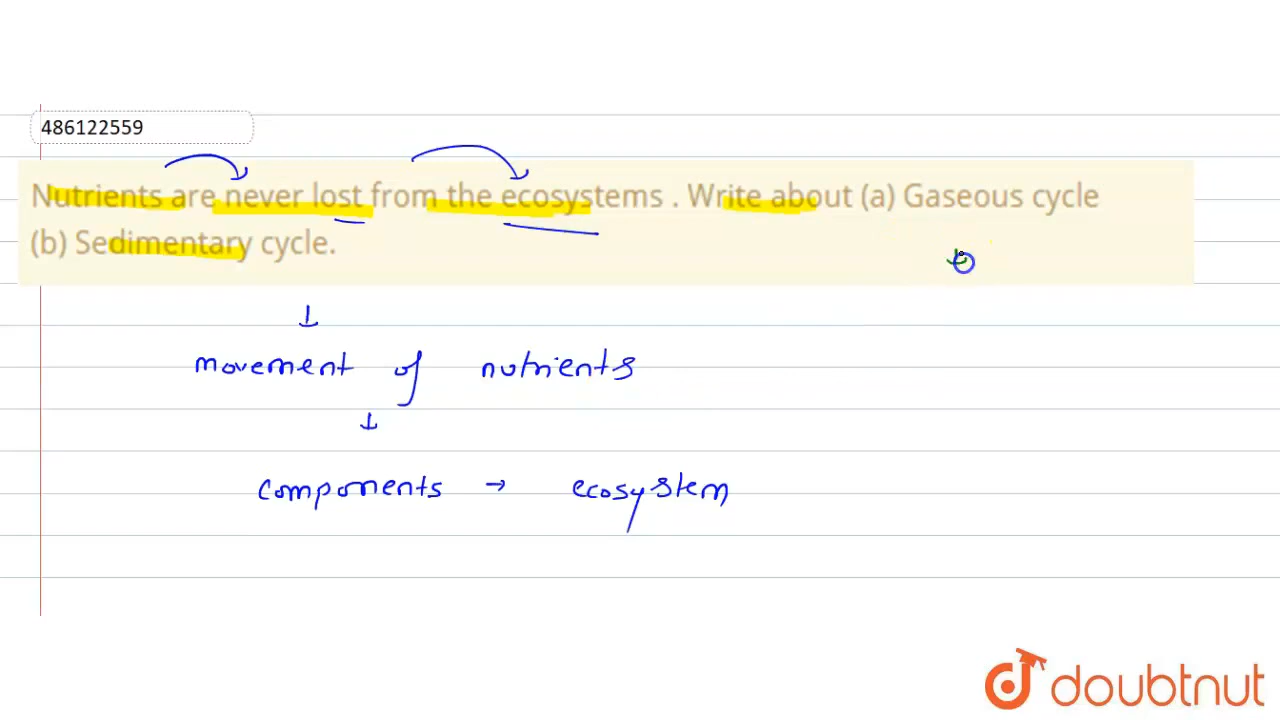 486122559
Nutrients are never lost from the ecosystems . Write about (a) Gaseous cycle
(b) Sedimentary cycle.
movement of nutrients
components → ecosystem
doubtnut